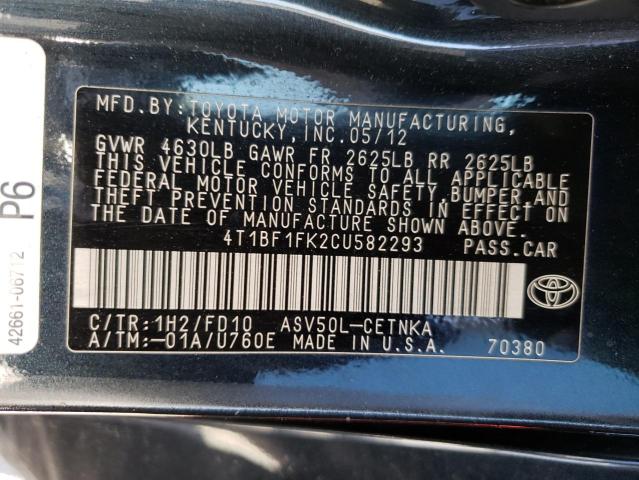 MFD. BY: TOYOTA MOTOR MANUFACTURING,
KENTUCKY, INC. 05/12
GVWR 4630LB GAWR FR 2625LB RR 2625LB
THIS VEHICLE CONFORMS TO ALL APPLICABLE
FEDERAL MOTOR VEHICLE SAFETY, BUMPER, AND
THEFT PREVENTION STANDARDS IN EFFECT ON
THE DATE OF MANUFACTURE SHOWN ABOVE.
4T1BF1FK2CU582293 PASS.CAR
C/TR:1H2/FD10 ASV50L-CETNKA
A/TM:-01A/U760E MADE IN U.S.A. 70380
42661-06712 P6